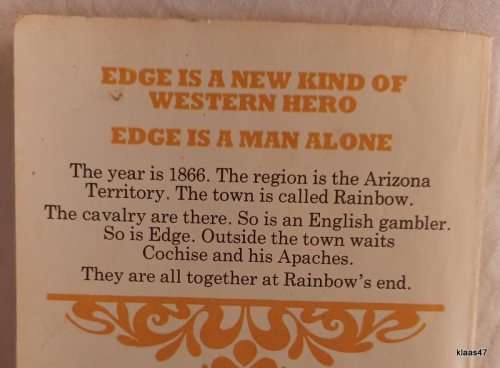 EDGE IS A NEW KIND OF
WESTERN HERO
EDGE IS A MAN ALONE
The year is 1866. The region is the Arizona
Territory. The town is called Rainbow.
The cavalry are there. So is an English gambler.
So is Edge. Outside the town waits
Cochise and his Apaches.
They are all together at Rainbow's end.
klaas47